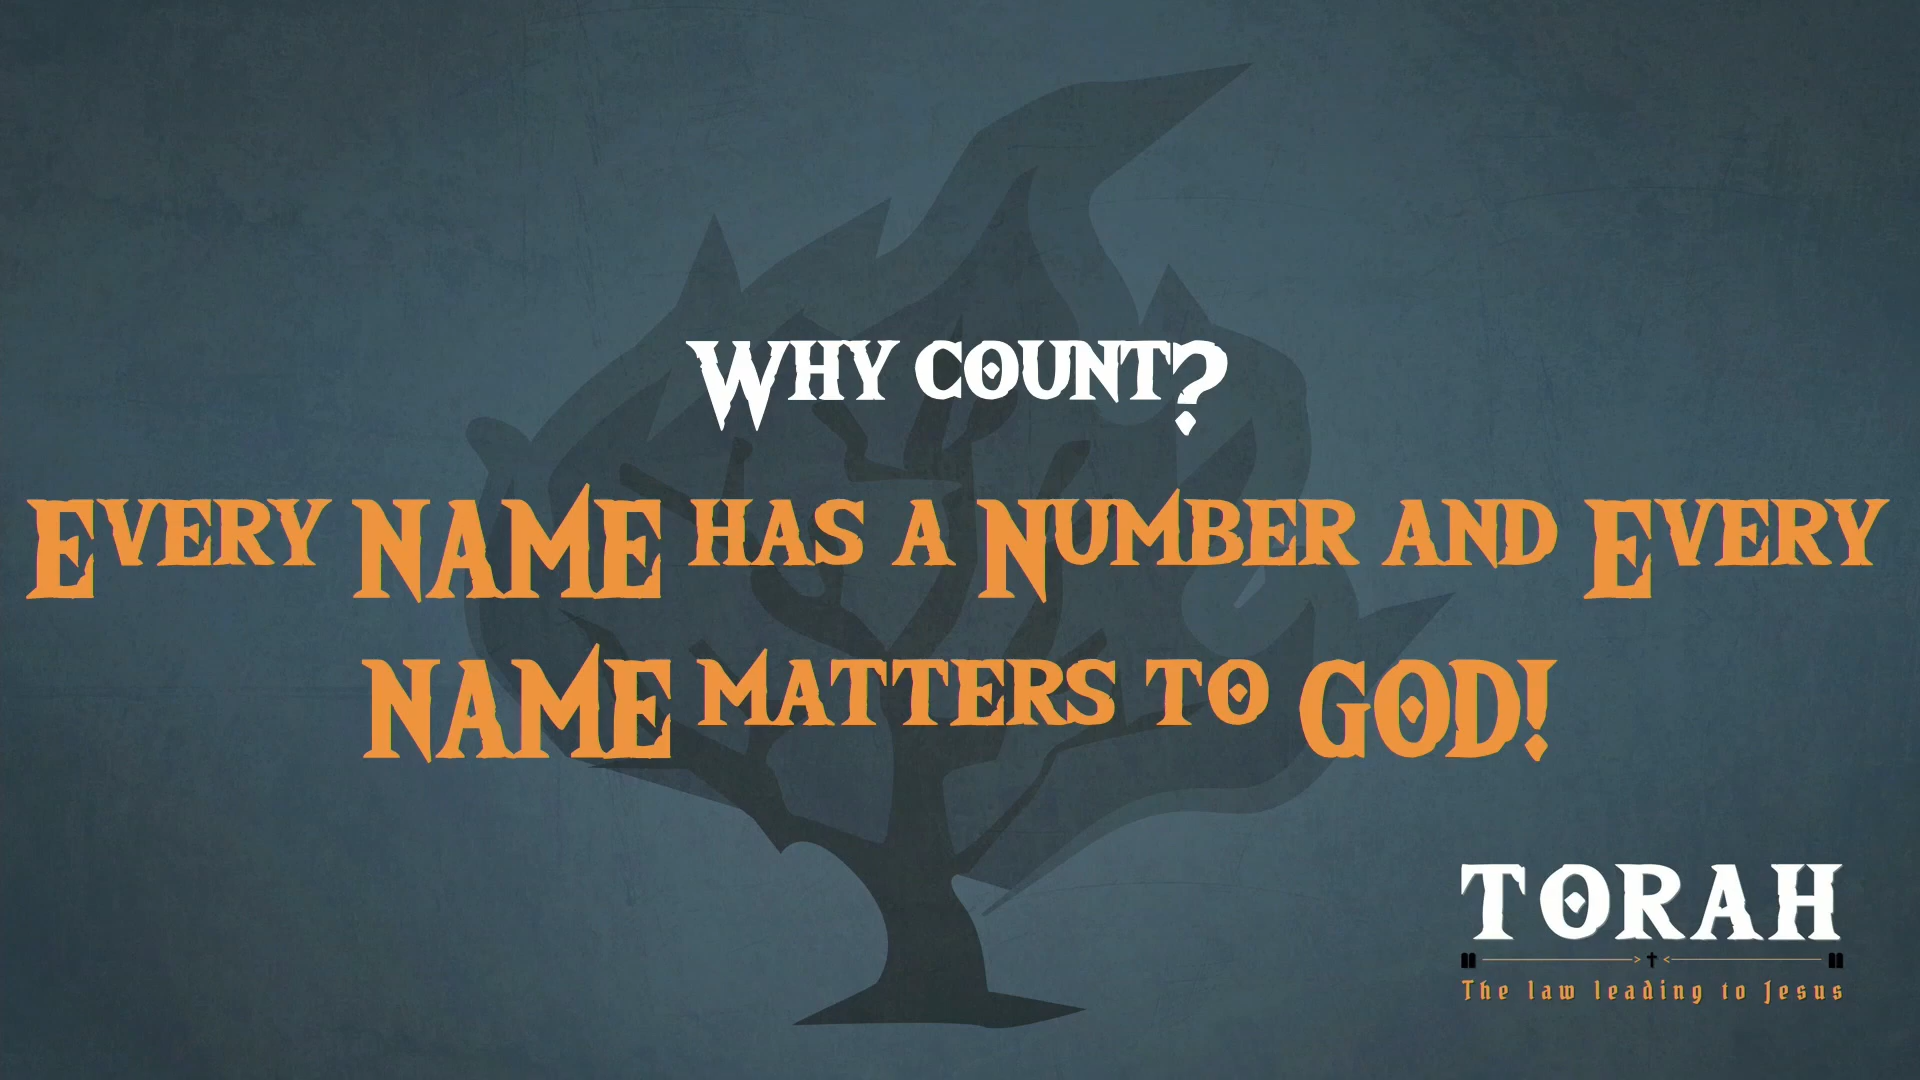 Why count?
Every NAME has a Number and Every
NAME matters to GOD!
TORAH
The law leading to Jesus